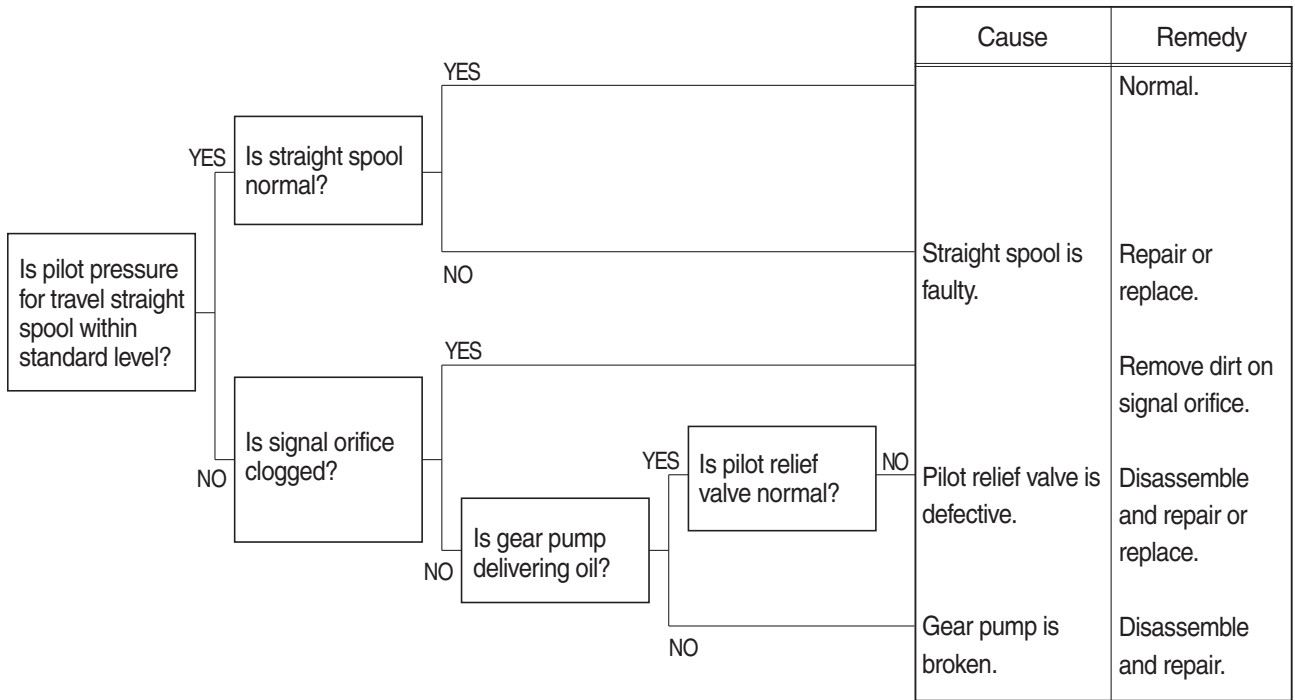 Cause
Remedy
YES
Normal.
YES
Is straight spool
normal?
NO
Straight spool is
faulty.
Repair or
replace.
Is pilot pressure
for travel straight
spool within
standard level?
YES
Remove dirt on
signal orifice.
NO
Is signal orifice
clogged?
YES
Is pilot relief
valve normal?
NO
Pilot relief valve is
defective.
Disassemble
and repair or
replace.
NO
Is gear pump
delivering oil?
NO
Gear pump is
broken.
Disassemble
and repair.